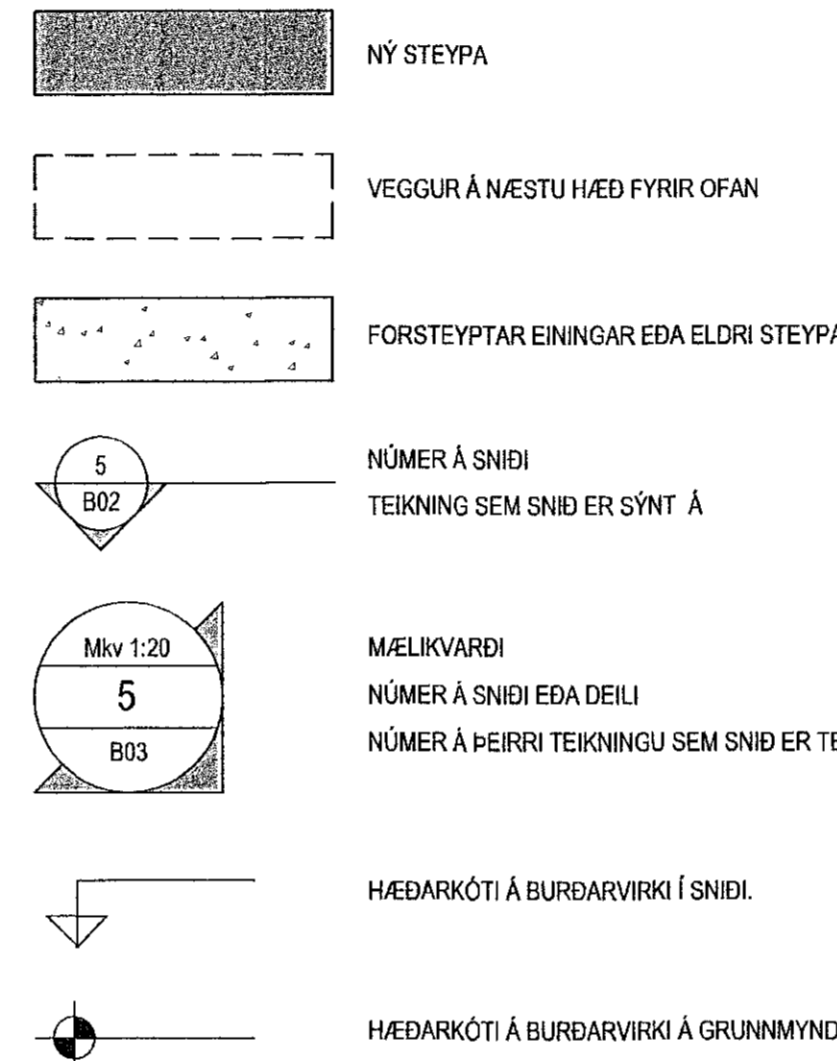 NÝ STEYPA
VEGGUR Á NÆSTU HÆÐ FYRIR OFAN
FORSTEYPTAR EININGAR EÐA ELDRI STEYPA
5
B02
NÚMER Á SNIÐI
TEIKNING SEM SNIÐ ER SÝNT Á
Mkv 1:20
5
B03
MÆLIKVARÐI
NÚMER Á SNIÐI EÐA DEILI
NÚMER Á ÞEIRRI TEIKNINGU SEM SNIÐ ER
HÆÐARKÓTI Á BURÐARVIRKI Í SNIÐI.
HÆÐARKÓTI Á BURÐARVIRKI Á GRUNNMYND